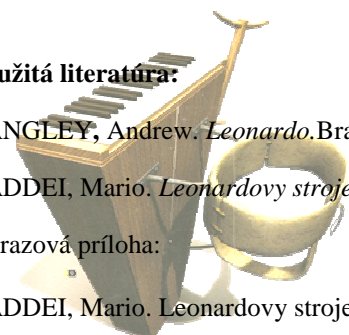 užitá literatúra:
ANGLEY, Andrew. Leonardo.Bra
ADDEI, Mario. Leonardovy stroje
razová príloha:
ADDEI, Mario. Leonardovy stroje